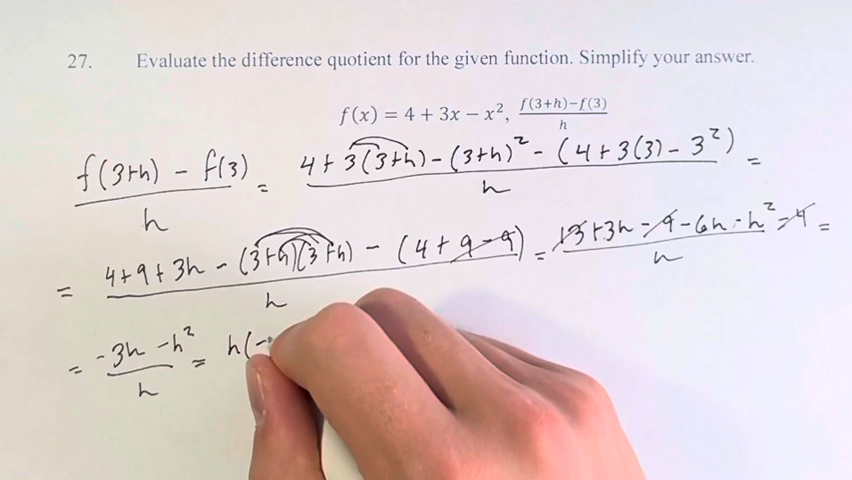 27. Evaluate the difference quotient for the given function. Simplify your answer.
f(x) = 4 + 3x − x², (f(3+h)−f(3))/h
(f(3+h) − f(3))/h = (4+3(3+h)−(3+h)² − (4+3(3)−3²))/h =
= (4+9+3h − (3+h)(3+h) − (4+9−9))/h = (13+3h−9−6h−h²−4)/h =
= (−3h −h²)/h = h(−